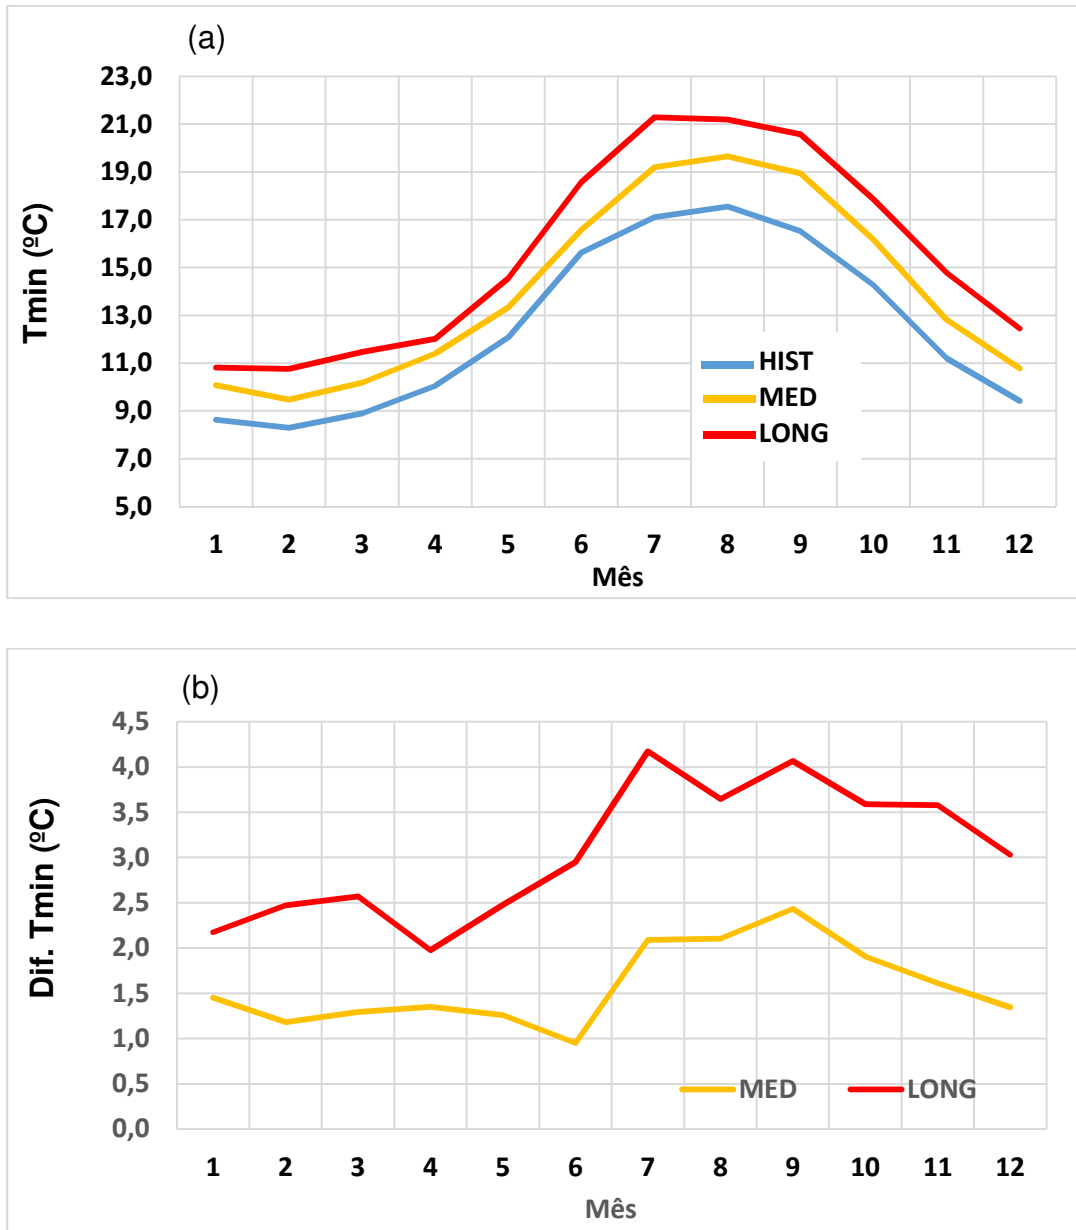 (a)
Tmin (ºC)
23,0
21,0
19,0
17,0
15,0
13,0
11,0
9,0
7,0
5,0
HIST
MED
LONG
1 2 3 4 5 6 7 8 9 10 11 12
Mês
(b)
Dif. Tmin (ºC)
4,5
4,0
3,5
3,0
2,5
2,0
1,5
1,0
0,5
0,0
MED LONG
1 2 3 4 5 6 7 8 9 10 11 12
Mês